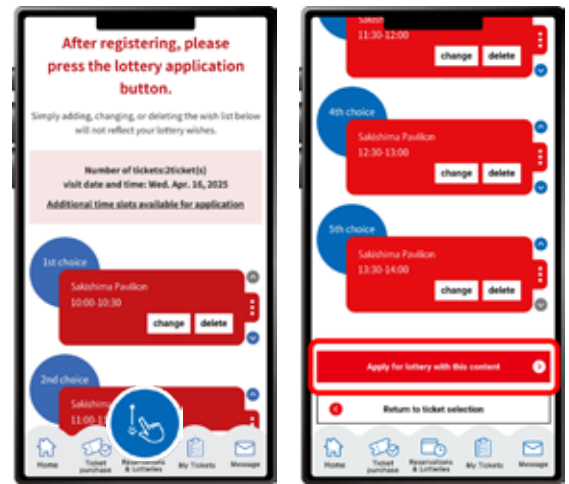 After registering, please
press the lottery application
button.
Simply adding, changing, or deleting the wish list below
will not reflect your lottery wishes.
Number of tickets:2ticket(s)
visit date and time: Wed. Apr. 16, 2025
Additional time slots available for application
1st choice
Sakishima Pavilion
10:00-10:30
change delete
2nd choice
Sakishima
11:00-11
Home
Ticket
purchase
Reservations
& Lotteries
My Tickets
Message
11:30-12:00
change delete
4th choice
Sakishima Pavilion
12:30-13:00
change delete
5th choice
Sakishima Pavilion
13:30-14:00
change delete
Apply for lottery with this content
Return to ticket selection
Home
Ticket
purchase
Reservations
& Lotteries
My Tickets
Message